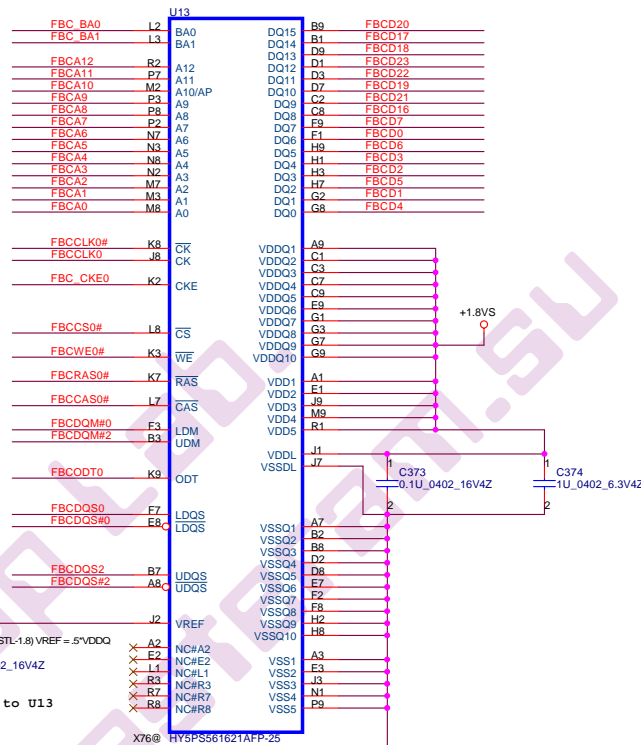 U13
FBC_BA0 L2 BA0 DQ15 B9 FBCD20
FBC_BA1 L3 BA1 DQ14 B1 FBCD17
DQ13 D9 FBCD18
FBCA12 R2 A12 DQ12 D1 FBCD23
FBCA11 P7 A11 DQ11 D3 FBCD22
FBCA10 M2 A10/AP DQ10 D7 FBCD19
FBCA9 P3 A9 DQ9 C2 FBCD21
FBCA8 P8 A8 DQ8 C8 FBCD16
FBCA7 P2 A7 DQ7 F9 FBCD7
FBCA6 N7 A6 DQ6 F1 FBCD0
FBCA5 N3 A5 DQ5 H9 FBCD6
FBCA4 N8 A4 DQ4 H1 FBCD3
FBCA3 N2 A3 DQ3 H3 FBCD2
FBCA2 M7 A2 DQ2 H7 FBCD5
FBCA1 M3 A1 DQ1 G2 FBCD1
FBCA0 M8 A0 DQ0 G8 FBCD4
FBCCLK0# K8 CK VDDQ1 A9
FBCCLK0 J8 CK VDDQ2 C1
VDDQ3 C3
FBC_CKE0 K2 CKE VDDQ4 C7
VDDQ5 C9
VDDQ6 E9
VDDQ7 G1
+1.8VS
FBCCS0# L8 CS VDDQ8 G3
VDDQ9 G7
FBCWE0# K3 WE VDDQ10 G9
FBCRAS0# K7 RAS VDD1 A1
VDD2 E1
VDD3 J9
FBCCAS0# L7 CAS VDD4 M9
FBCDQM#0 F3 LDM VDD5 R1
FBCDQM#2 B3 UDM
VDDL J1
VSSDL J7
FBCODT0 K9 ODT
1 C373 0.1U_0402_16V4Z 2
1 C374 1U_0402_6.3V4Z 2
FBCDQS0 F7 LDQS
FBCDQS#0 E8 LDQS VSSQ1 A7
VSSQ2 B2
VSSQ3 B8
VSSQ4 D2
FBCDQS2 B7 UDQS VSSQ5 D8
FBCDQS#2 A8 UDQS VSSQ6 E7
VSSQ7 F2
VSSQ8 F8
J2 VREF VSSQ9 H2
VSSQ10 H8
STL-1.8) VREF = .5*VDDQ
A2 NC#A2 VSS1 A3
E2 NC#E2 VSS2 E3
02_16V4Z
L1 NC#L1 VSS3 J3
R3 NC#R3 VSS4 N1
R7 NC#R7 VSS5 P9
to U13
R8 NC#R8
X76@ HY5PS561621AFP-25